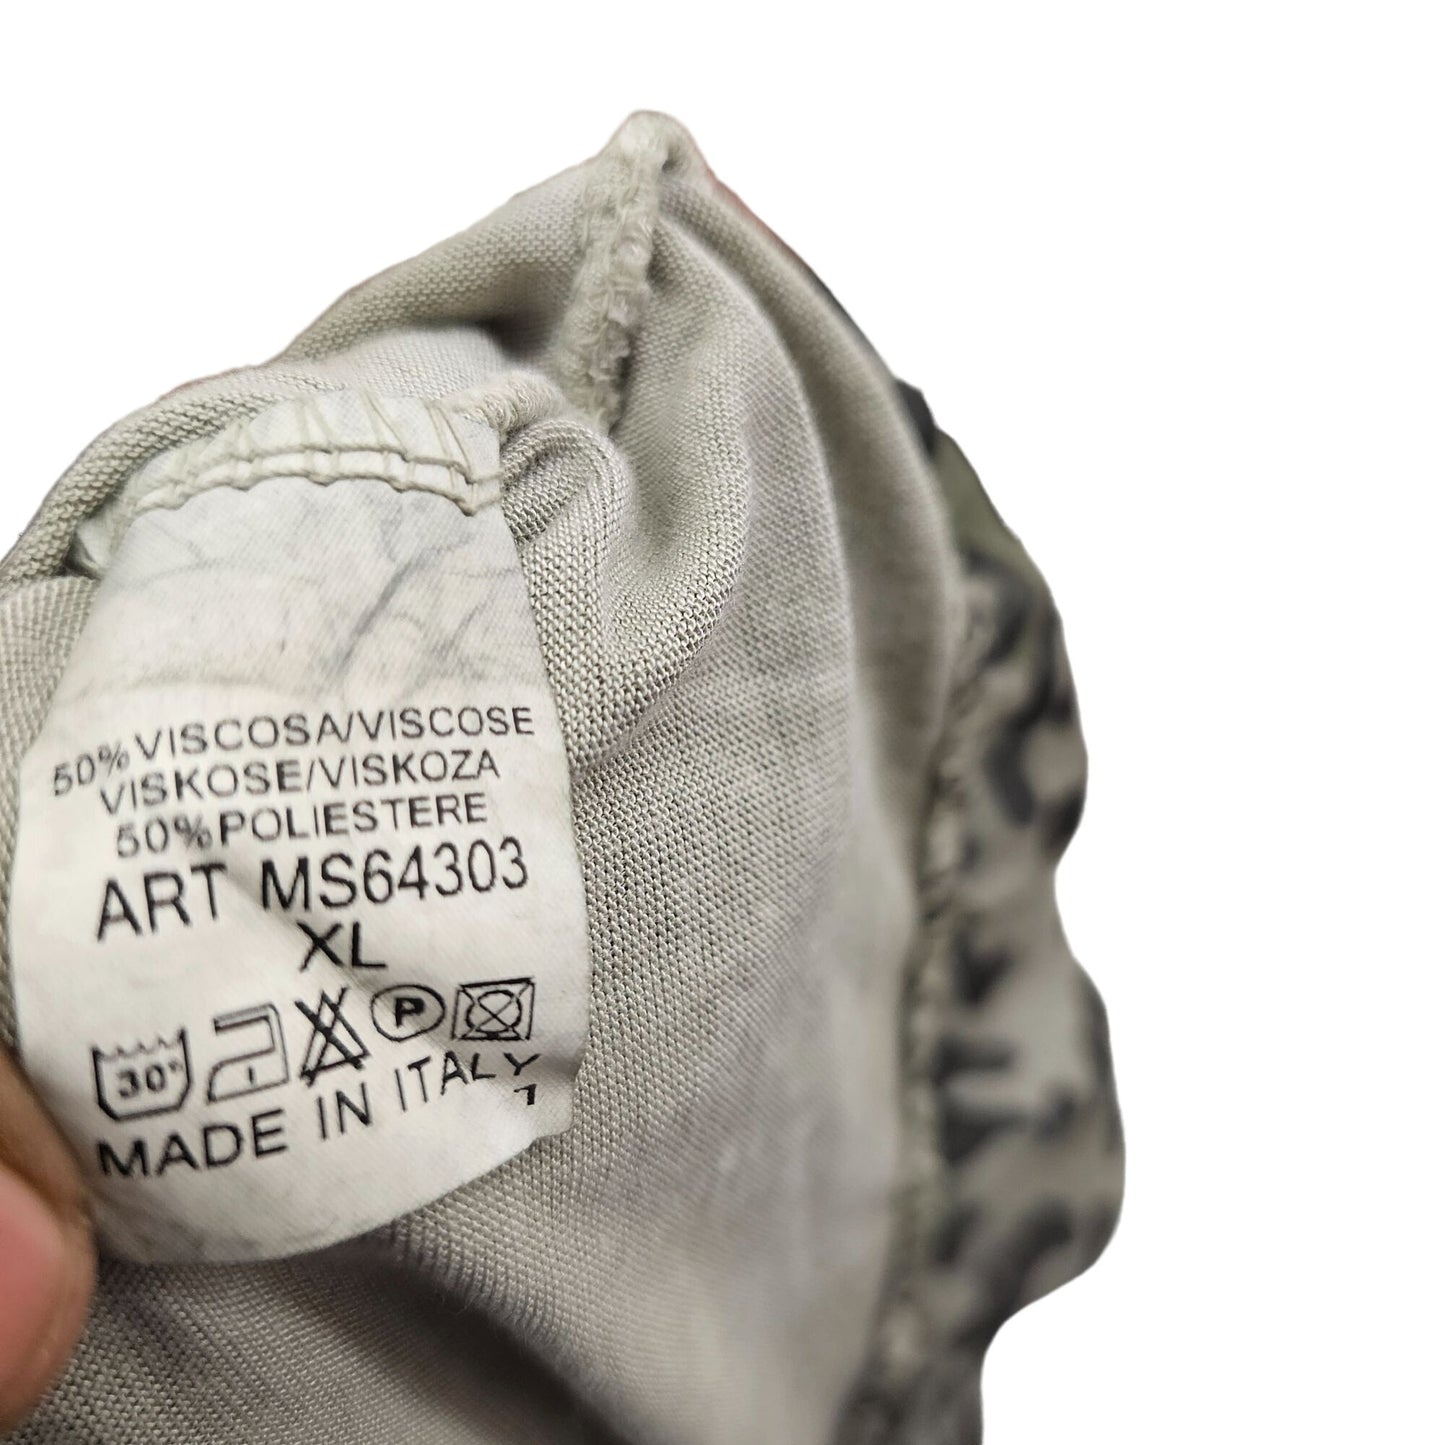 50% VISCOSA/VISCOSE
VISKOSE/VISKOZA
50% POLIESTERE
ART MS64303
XL
30° P
MADE IN ITALY
1